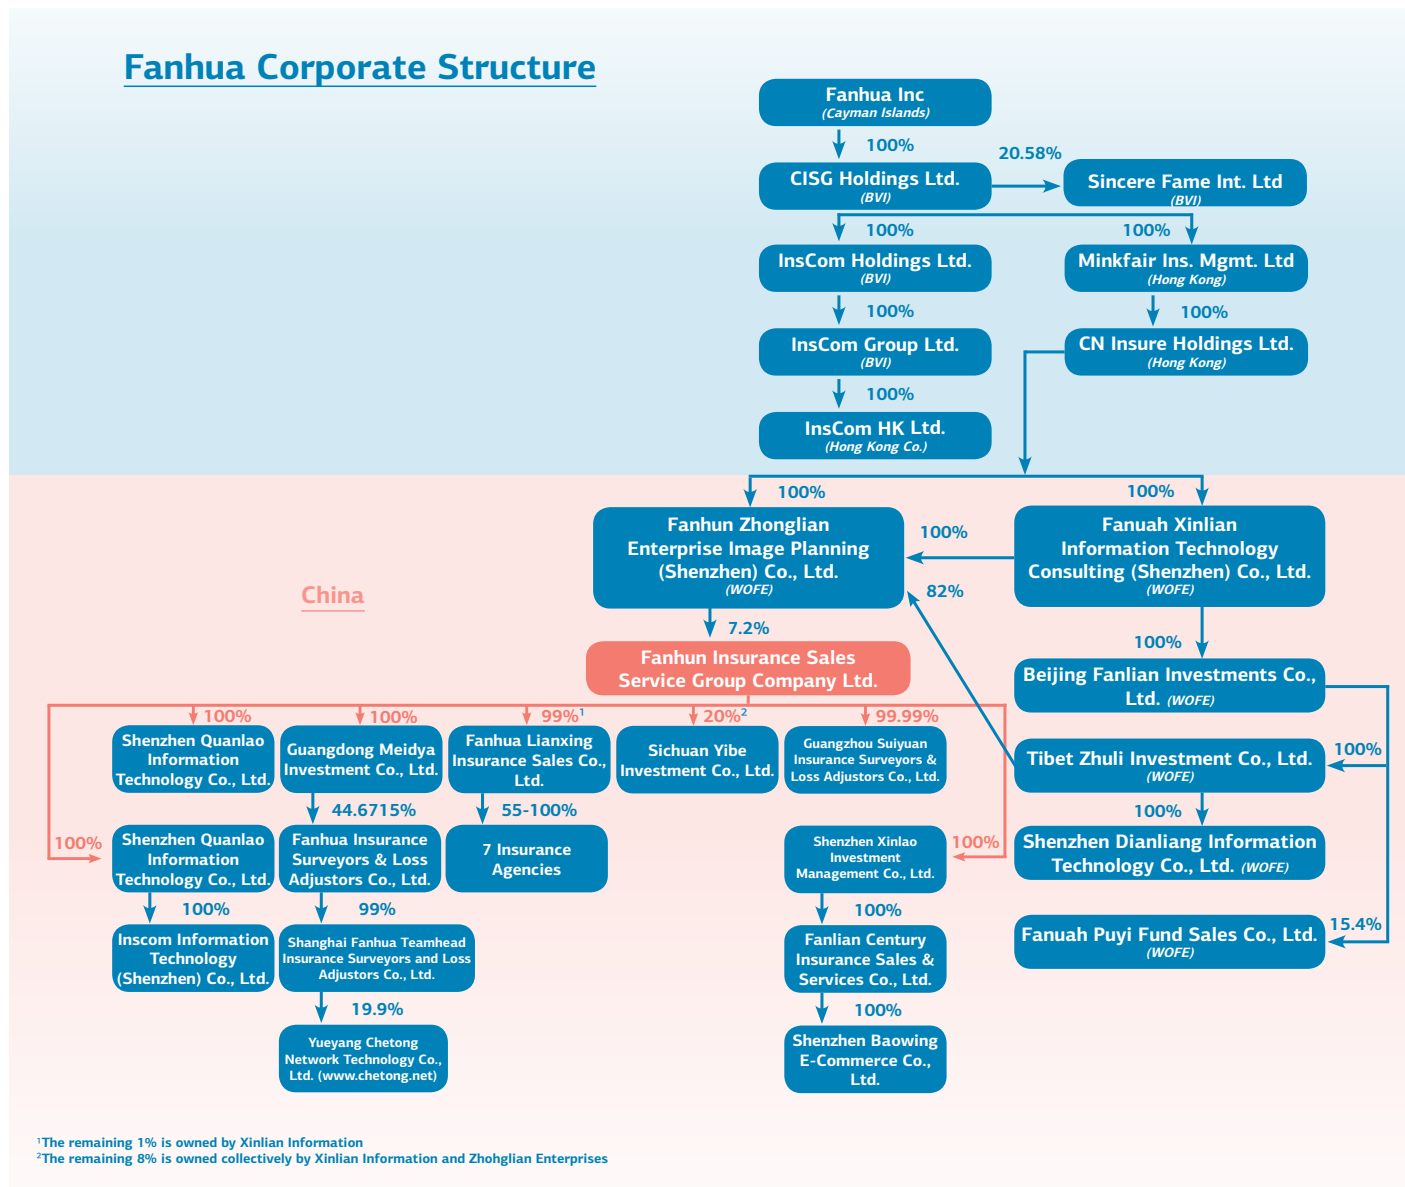 Fanhua Corporate Structure
Fanhua Inc
(Cayman Islands)
100%
20.58%
CISG Holdings Ltd.
(BVI)
Sincere Fame Int. Ltd
(BVI)
100%
100%
InsCom Holdings Ltd.
(BVI)
Minkfair Ins. Mgmt. Ltd
(Hong Kong)
100%
100%
InsCom Group Ltd.
(BVI)
CN Insure Holdings Ltd.
(Hong Kong)
100%
InsCom HK Ltd.
(Hong Kong Co.)
100%
100%
Fanhun Zhonglian
Enterprise Image Planning
(Shenzhen) Co., Ltd.
(WOFE)
100%
Fanuah Xinlian
Information Technology
Consulting (Shenzhen) Co., Ltd.
(WOFE)
China
82%
7.2%
100%
Fanhun Insurance Sales
Service Group Company Ltd.
Beijing Fanlian Investments Co.,
Ltd. (WOFE)
100%
100%
99%1
20%2
99.99%
Shenzhen Quanlao
Information
Technology Co., Ltd.
Guangdong Meidya
Investment Co., Ltd.
Fanhua Lianxing
Insurance Sales Co.,
Ltd.
Sichuan Yibe
Investment Co., Ltd.
Guangzhou Suiyuan
Insurance Surveyors &
Loss Adjustors Co., Ltd.
Tibet Zhuli Investment Co., Ltd.
(WOFE)
100%
44.6715%
55-100%
100%
100%
Shenzhen Quanlao
Information
Technology Co., Ltd.
Fanhua Insurance
Surveyors & Loss
Adjustors Co., Ltd.
7 Insurance
Agencies
Shenzhen Xinlao
Investment
Management Co., Ltd.
100%
Shenzhen Dianliang Information
Technology Co., Ltd. (WOFE)
100%
99%
100%
Inscom Information
Technology
(Shenzhen) Co., Ltd.
Shanghai Fanhua Teamhead
Insurance Surveyors and Loss
Adjustors Co., Ltd.
Fanlian Century
Insurance Sales &
Services Co., Ltd.
Fanuah Puyi Fund Sales Co., Ltd.
(WOFE)
15.4%
19.9%
100%
Yueyang Chetong
Network Technology Co.,
Ltd. (www.chetong.net)
Shenzhen Baowing
E-Commerce Co.,
Ltd.
1The remaining 1% is owned by Xinlian Information
2The remaining 8% is owned collectively by Xinlian Information and Zhohglian Enterprises